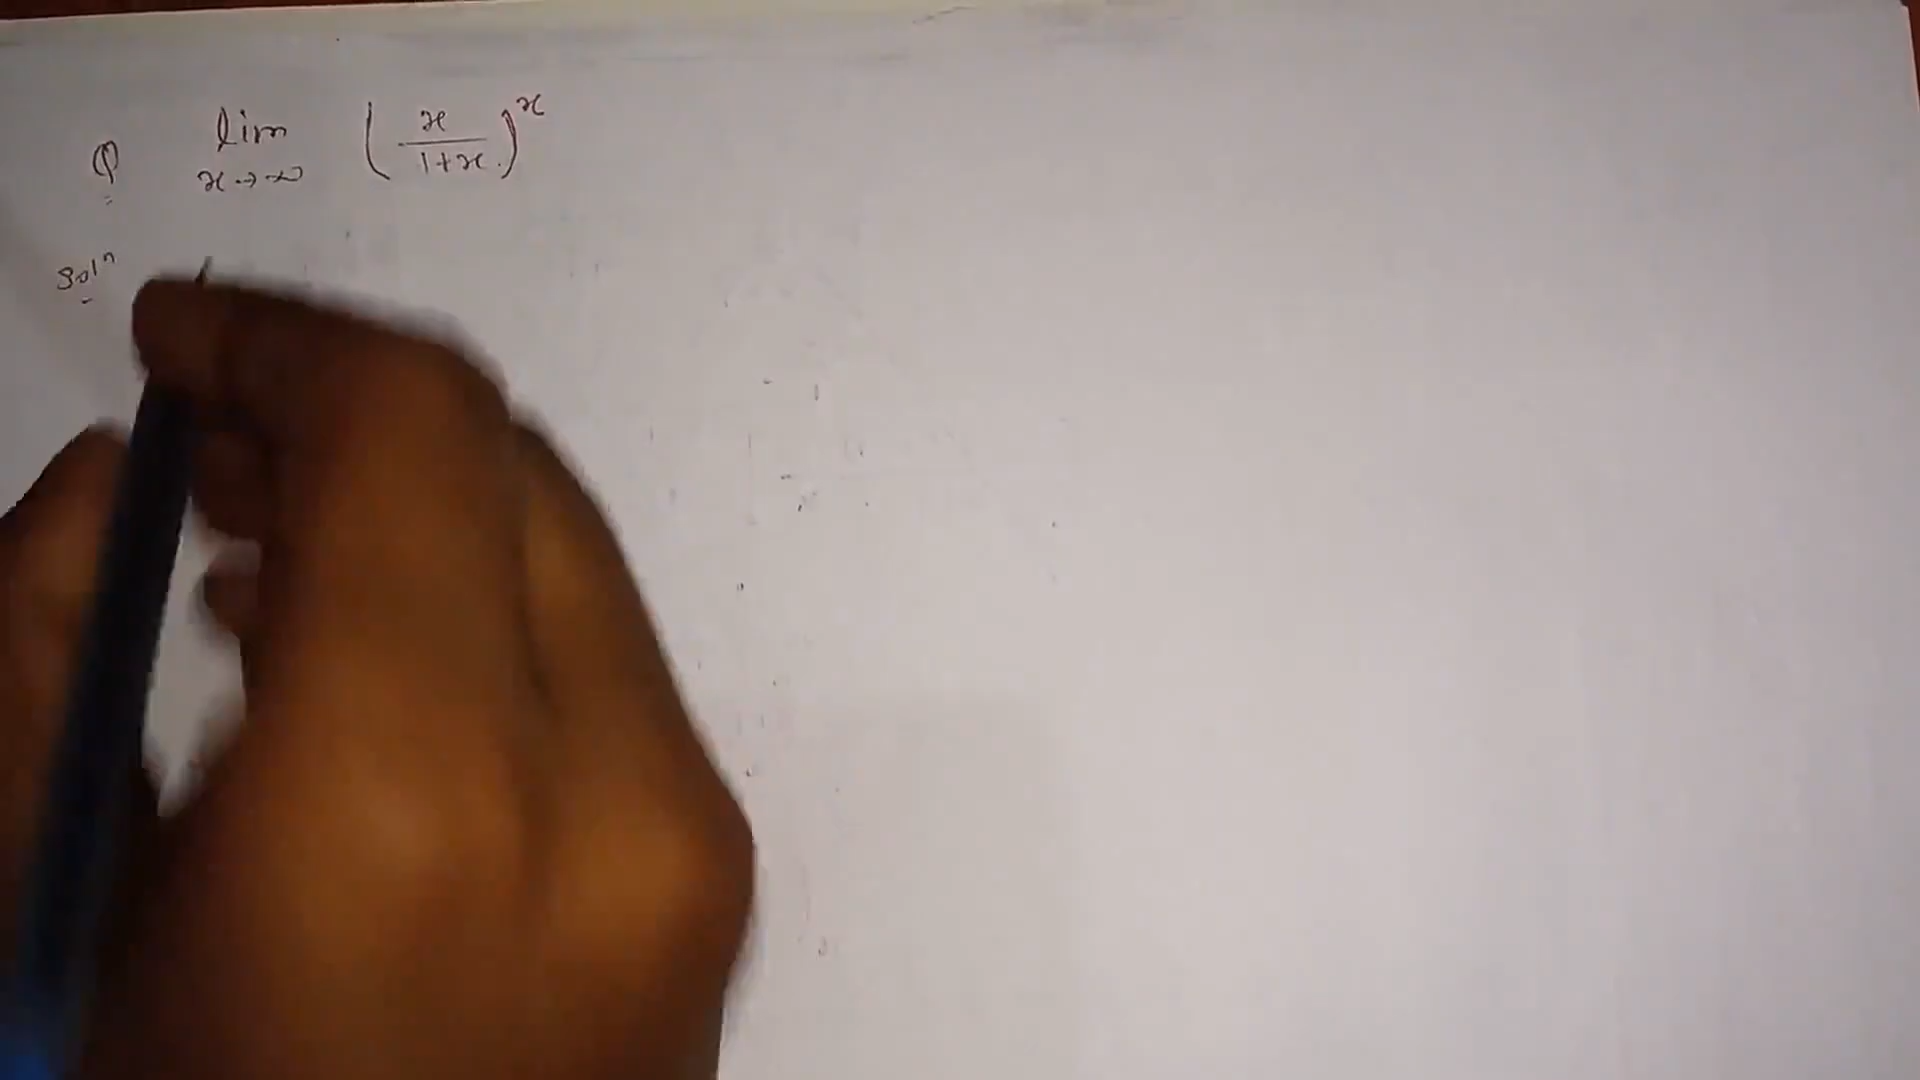 Q lim x→∞ (x/1+x)^x
Solⁿ